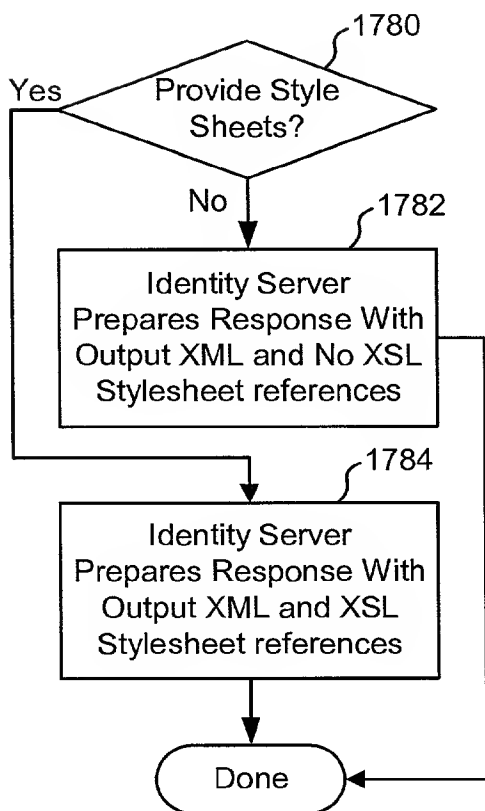 1780
Yes
Provide Style
Sheets?
No
1782
Identity Server
Prepares Response With
Output XML and No XSL
Stylesheet references
1784
Identity Server
Prepares Response With
Output XML and XSL
Stylesheet references
Done